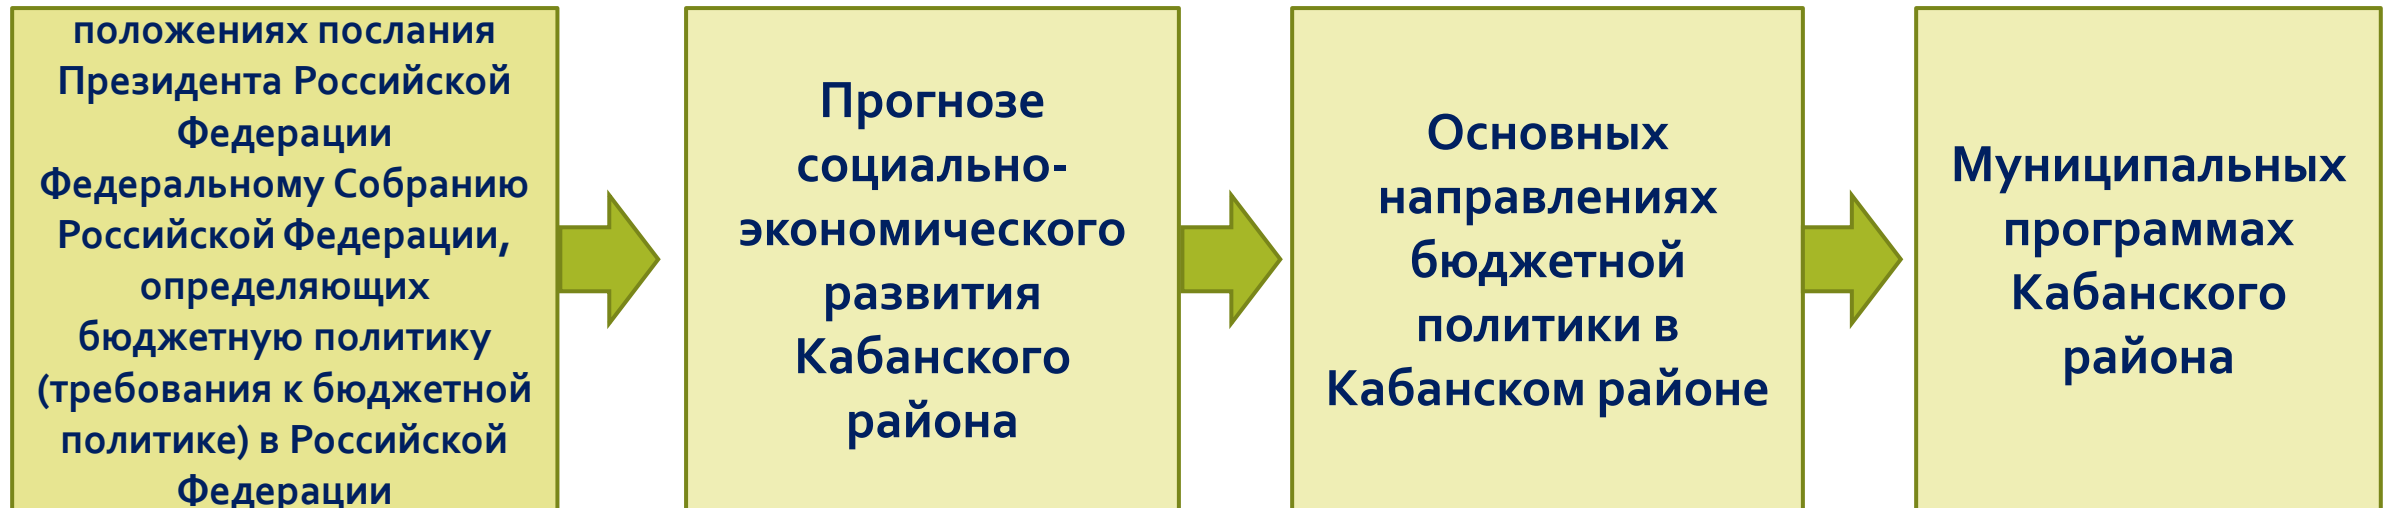 положениях послания
Президента Российской
Федерации
Федеральному Собранию
Российской Федерации,
определяющих
бюджетную политику
(требования к бюджетной
политике) в Российской
Федерации
Прогнозе
социально-
экономического
развития
Кабанского
района
Основных
направлениях
бюджетной
политики в
Кабанском районе
Муниципальных
программах
Кабанского
района